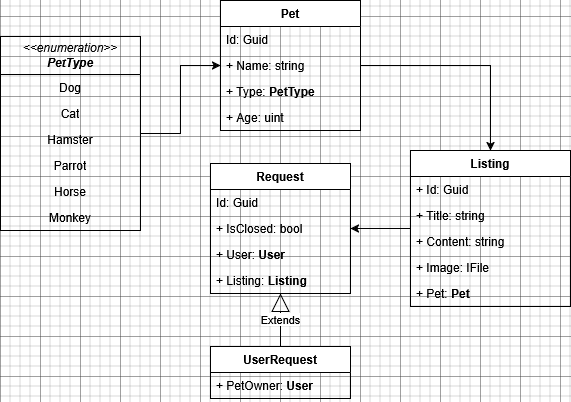 Pet
Id: Guid
+ Name: string
+ Type: PetType
+ Age: uint
<<enumeration>>
PetType
Dog
Cat
Hamster
Parrot
Horse
Monkey
Request
Id: Guid
+ IsClosed: bool
+ User: User
+ Listing: Listing
Listing
+ Id: Guid
+ Title: string
+ Content: string
+ Image: IFile
+ Pet: Pet
Extends
UserRequest
+ PetOwner: User